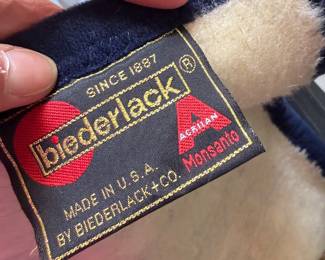 SINCE 1887
biederlack®
ACRILAN
Monsanto
MADE IN U.S.A.
BY BIEDERLACK+CO.